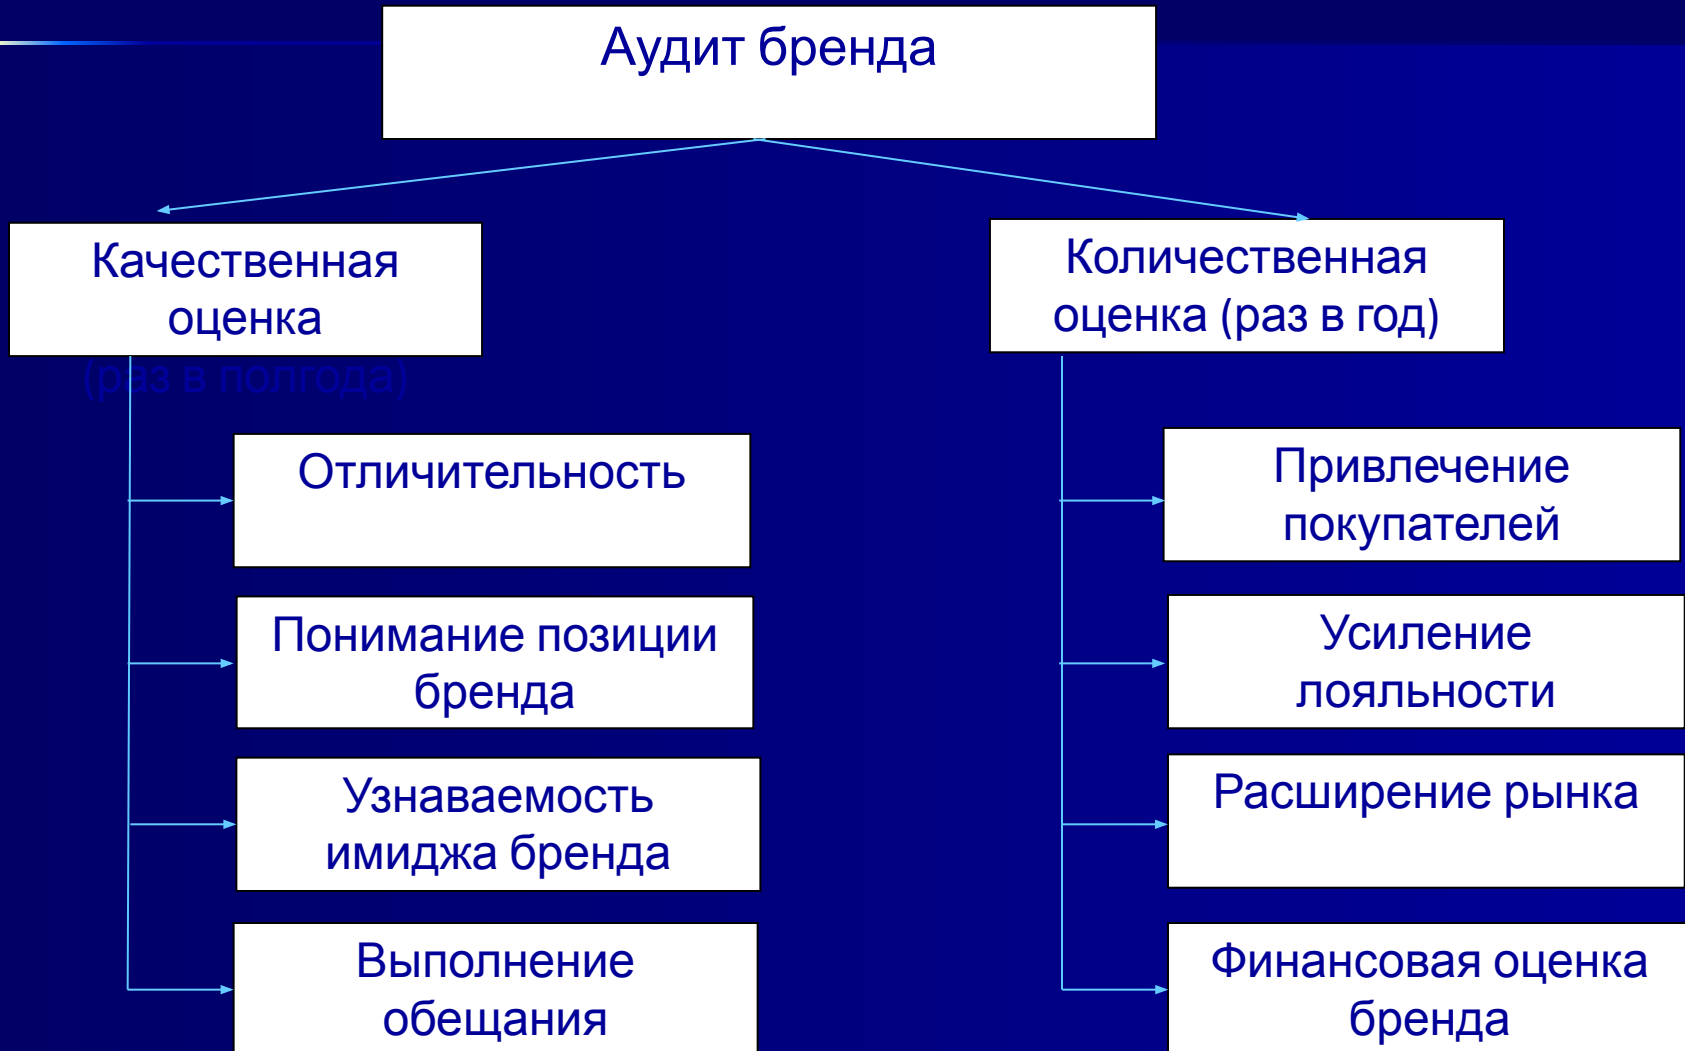 Аудит бренда
Качественная
оценка
(раз в полгода)
Отличительность
Понимание позиции
бренда
Узнаваемость
имиджа бренда
Выполнение
обещания
Количественная
оценка (раз в год)
Привлечение
покупателей
Усиление
лояльности
Расширение рынка
Финансовая оценка
бренда